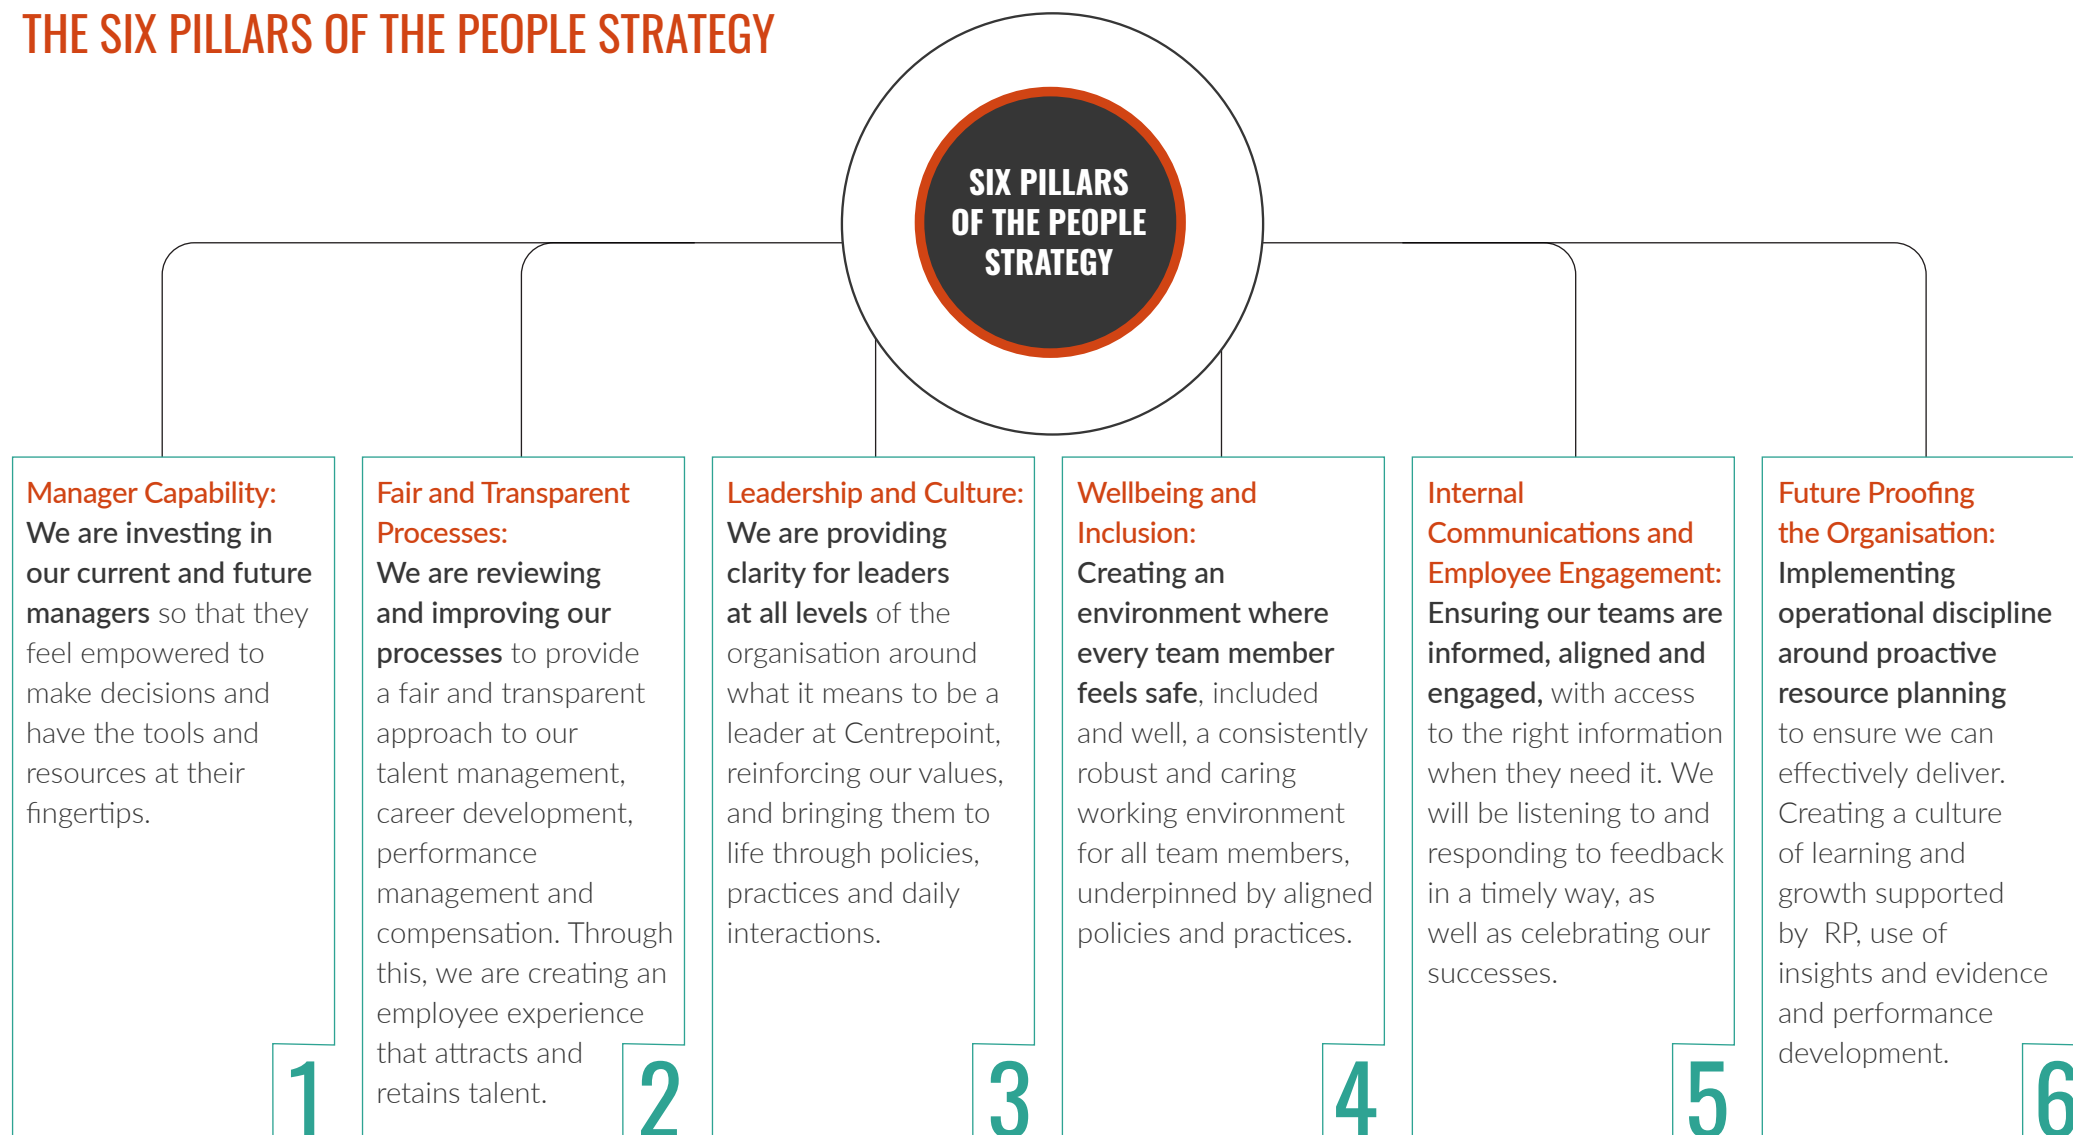 THE SIX PILLARS OF THE PEOPLE STRATEGY
SIX PILLARS
OF THE PEOPLE
STRATEGY
Manager Capability:
We are investing in
our current and future
managers so that they
feel empowered to
make decisions and
have the tools and
resources at their
fingertips.
1
Fair and Transparent
Processes:
We are reviewing
and improving our
processes to provide
a fair and transparent
approach to our
talent management,
career development,
performance
management and
compensation. Through
this, we are creating an
employee experience
that attracts and
retains talent.
2
Leadership and Culture:
We are providing
clarity for leaders
at all levels of the
organisation around
what it means to be a
leader at Centrepoint,
reinforcing our values,
and bringing them to
life through policies,
practices and daily
interactions.
3
Wellbeing and
Inclusion:
Creating an
environment where
every team member
feels safe, included
and well, a consistently
robust and caring
working environment
for all team members,
underpinned by aligned
policies and practices.
4
Internal
Communications and
Employee Engagement:
Ensuring our teams are
informed, aligned and
engaged, with access
to the right information
when they need it. We
will be listening to and
responding to feedback
in a timely way, as
well as celebrating our
successes.
5
Future Proofing
the Organisation:
Implementing
operational discipline
around proactive
resource planning
to ensure we can
effectively deliver.
Creating a culture
of learning and
growth supported
by  RP, use of
insights and evidence
and performance
development.
6